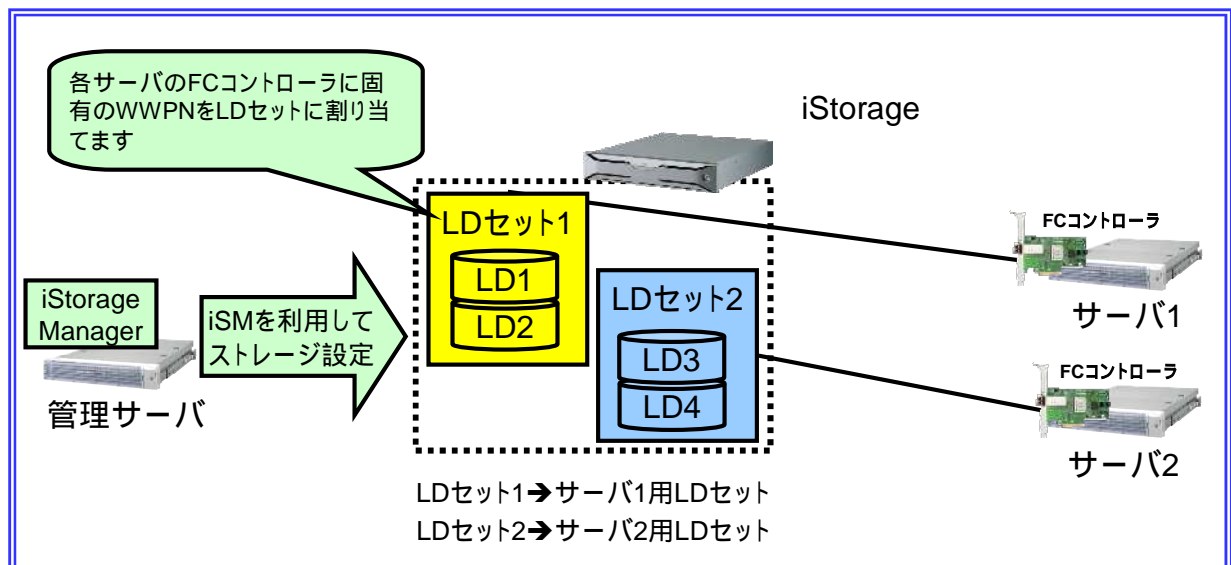 各サーバのFCコントローラに固
有のWWPNをLDセットに割り当
てます
iStorage
LDセット1
LD1
LD2
LDセット2
LD3
LD4
iStorage
Manager
iSMを利用して
ストレージ設定
管理サーバ
FCコントローラ
サーバ1
FCコントローラ
サーバ2
LDセット1➔サーバ1用LDセット
LDセット2➔サーバ2用LDセット